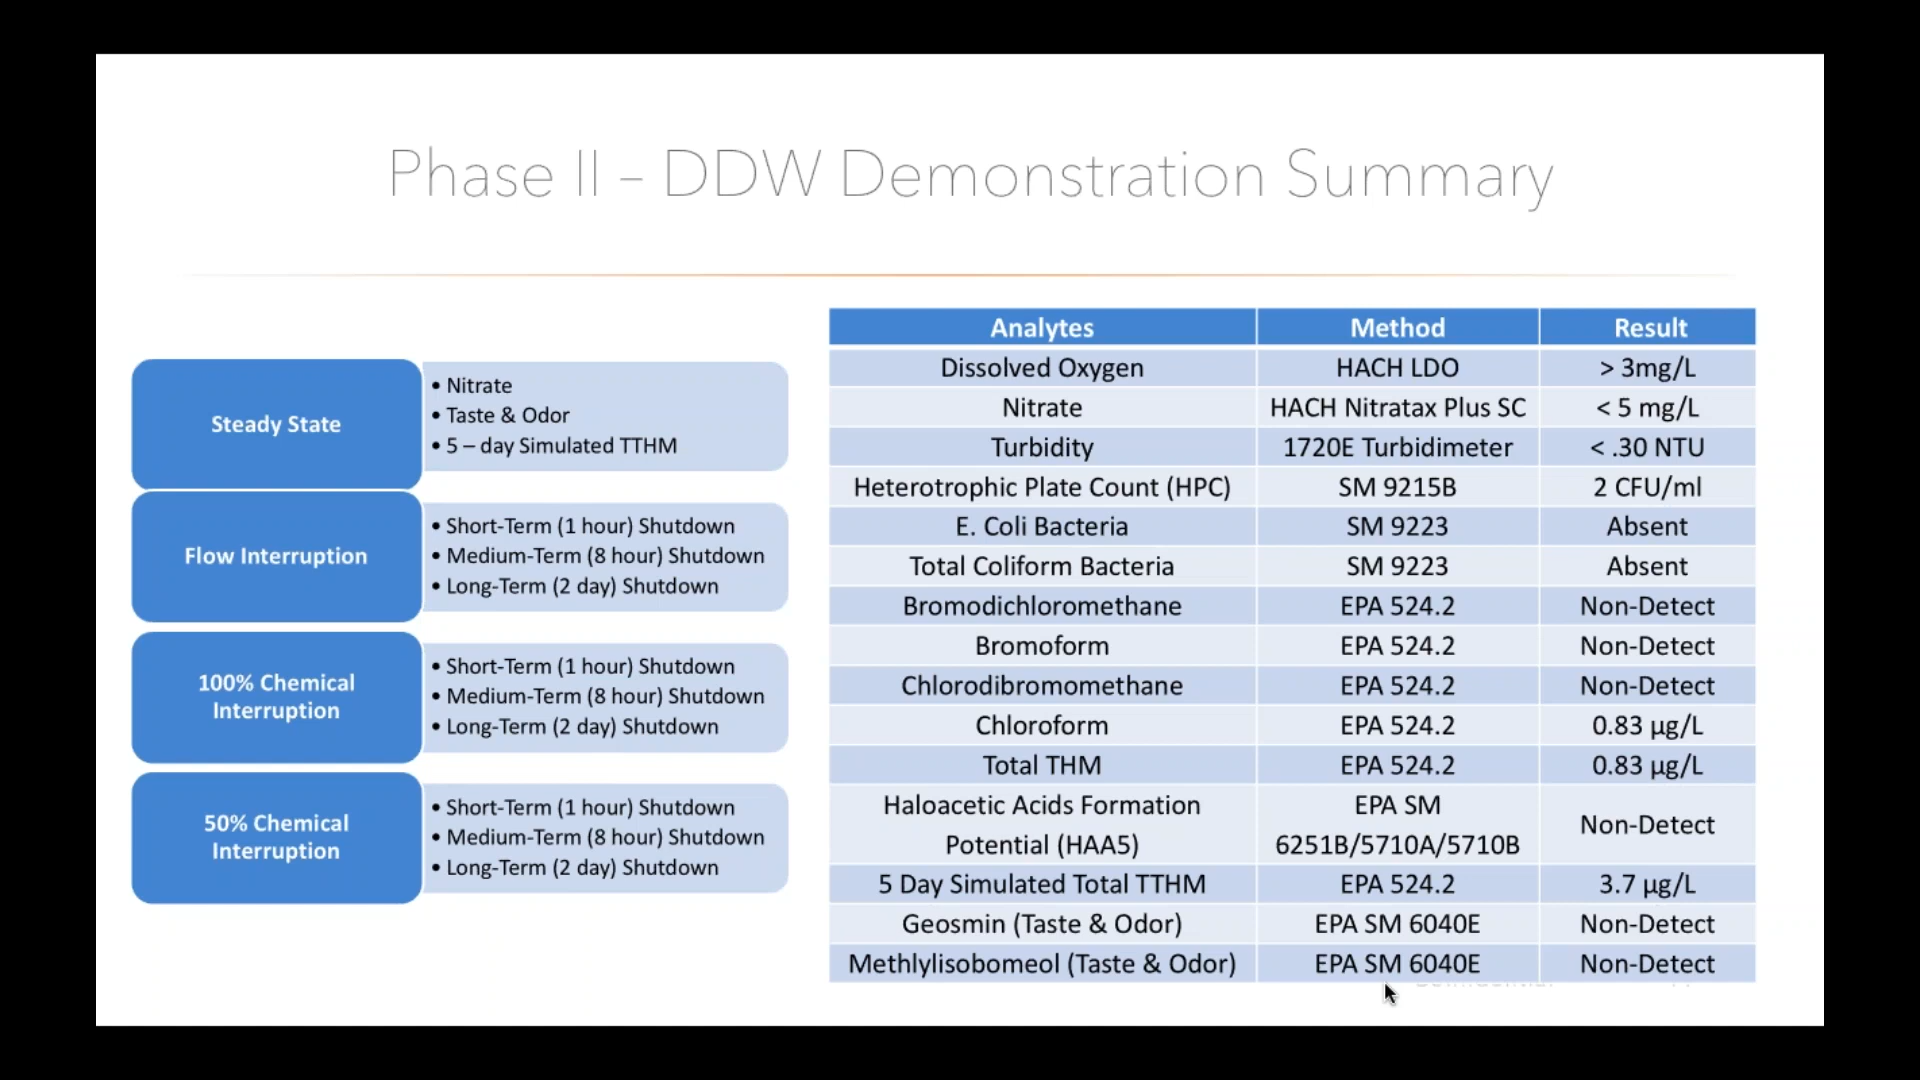 Phase II – DDW Demonstration Summary
Steady State
• Nitrate
• Taste & Odor
• 5 – day Simulated TTHM
Flow Interruption
• Short-Term (1 hour) Shutdown
• Medium-Term (8 hour) Shutdown
• Long-Term (2 day) Shutdown
100% Chemical
Interruption
• Short-Term (1 hour) Shutdown
• Medium-Term (8 hour) Shutdown
• Long-Term (2 day) Shutdown
50% Chemical
Interruption
• Short-Term (1 hour) Shutdown
• Medium-Term (8 hour) Shutdown
• Long-Term (2 day) Shutdown
Analytes Method Result
Dissolved Oxygen HACH LDO > 3mg/L
Nitrate HACH Nitratax Plus SC < 5 mg/L
Turbidity 1720E Turbidimeter < .30 NTU
Heterotrophic Plate Count (HPC) SM 9215B 2 CFU/ml
E. Coli Bacteria SM 9223 Absent
Total Coliform Bacteria SM 9223 Absent
Bromodichloromethane EPA 524.2 Non-Detect
Bromoform EPA 524.2 Non-Detect
Chlorodibromomethane EPA 524.2 Non-Detect
Chloroform EPA 524.2 0.83 µg/L
Total THM EPA 524.2 0.83 µg/L
Haloacetic Acids Formation EPA SM
Potential (HAA5) 6251B/5710A/5710B Non-Detect
5 Day Simulated Total TTHM EPA 524.2 3.7 µg/L
Geosmin (Taste & Odor) EPA SM 6040E Non-Detect
Methlylisobomeol (Taste & Odor) EPA SM 6040E Non-Detect